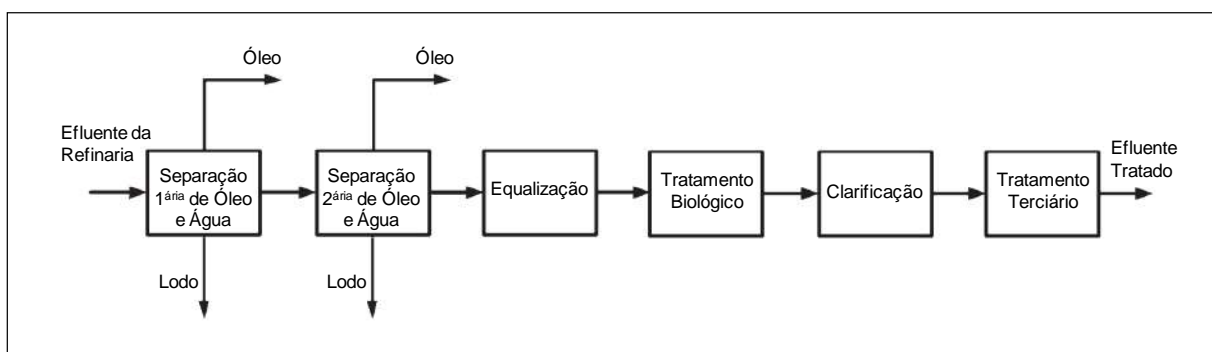 Óleo
Óleo
Efluente da
Refinaria
Separação
1ária de Óleo
e Água
Separação
2ária de Óleo
e Água
Equalização
Tratamento
Biológico
Clarificação
Tratamento
Terciário
Efluente
Tratado
Lodo
Lodo